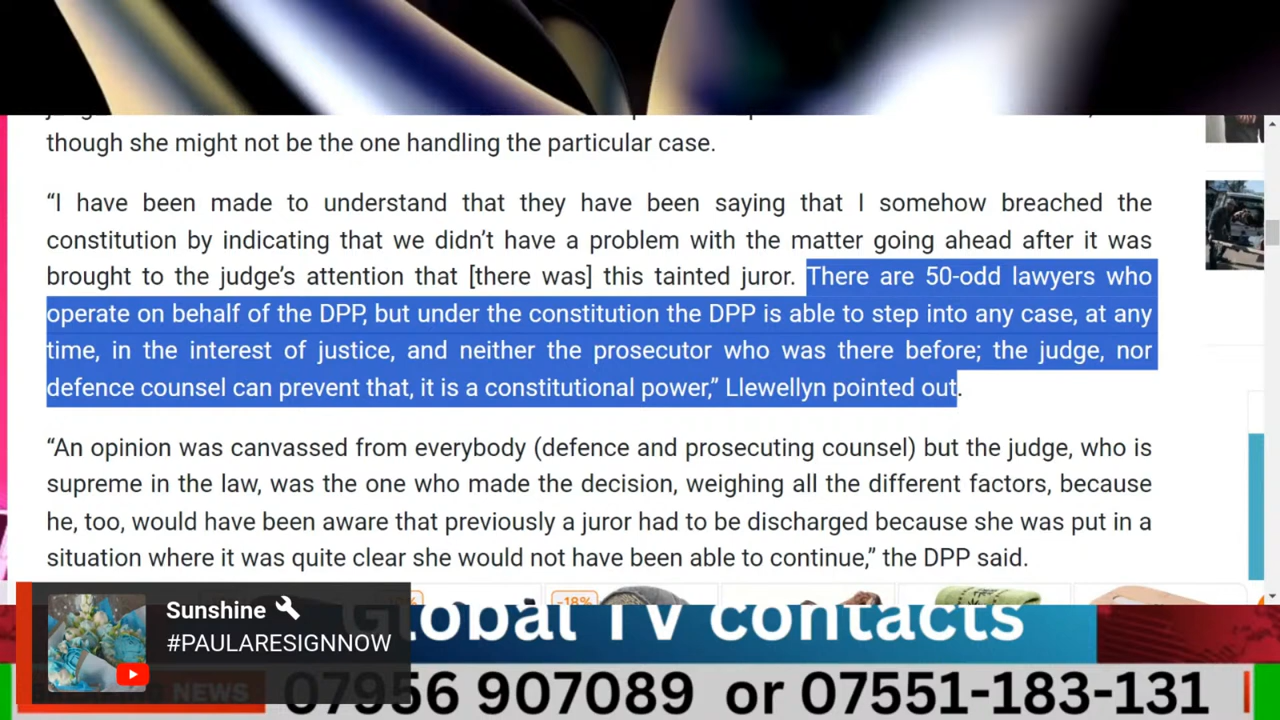 though she might not be the one handling the particular case.
“I have been made to understand that they have been saying that I somehow breached the
constitution by indicating that we didn’t have a problem with the matter going ahead after it was
brought to the judge’s attention that [there was] this tainted juror. There are 50-odd lawyers who
operate on behalf of the DPP, but under the constitution the DPP is able to step into any case, at any
time, in the interest of justice, and neither the prosecutor who was there before; the judge, nor
defence counsel can prevent that, it is a constitutional power,” Llewellyn pointed out.
“An opinion was canvassed from everybody (defence and prosecuting counsel) but the judge, who is
supreme in the law, was the one who made the decision, weighing all the different factors, because
he, too, would have been aware that previously a juror had to be discharged because she was put in a
situation where it was quite clear she would not have been able to continue,” the DPP said.
-18%
Sunshine
#PAULARESIGNNOW
Global TV contacts
NEWS
07956 907089 or 07551-183-131